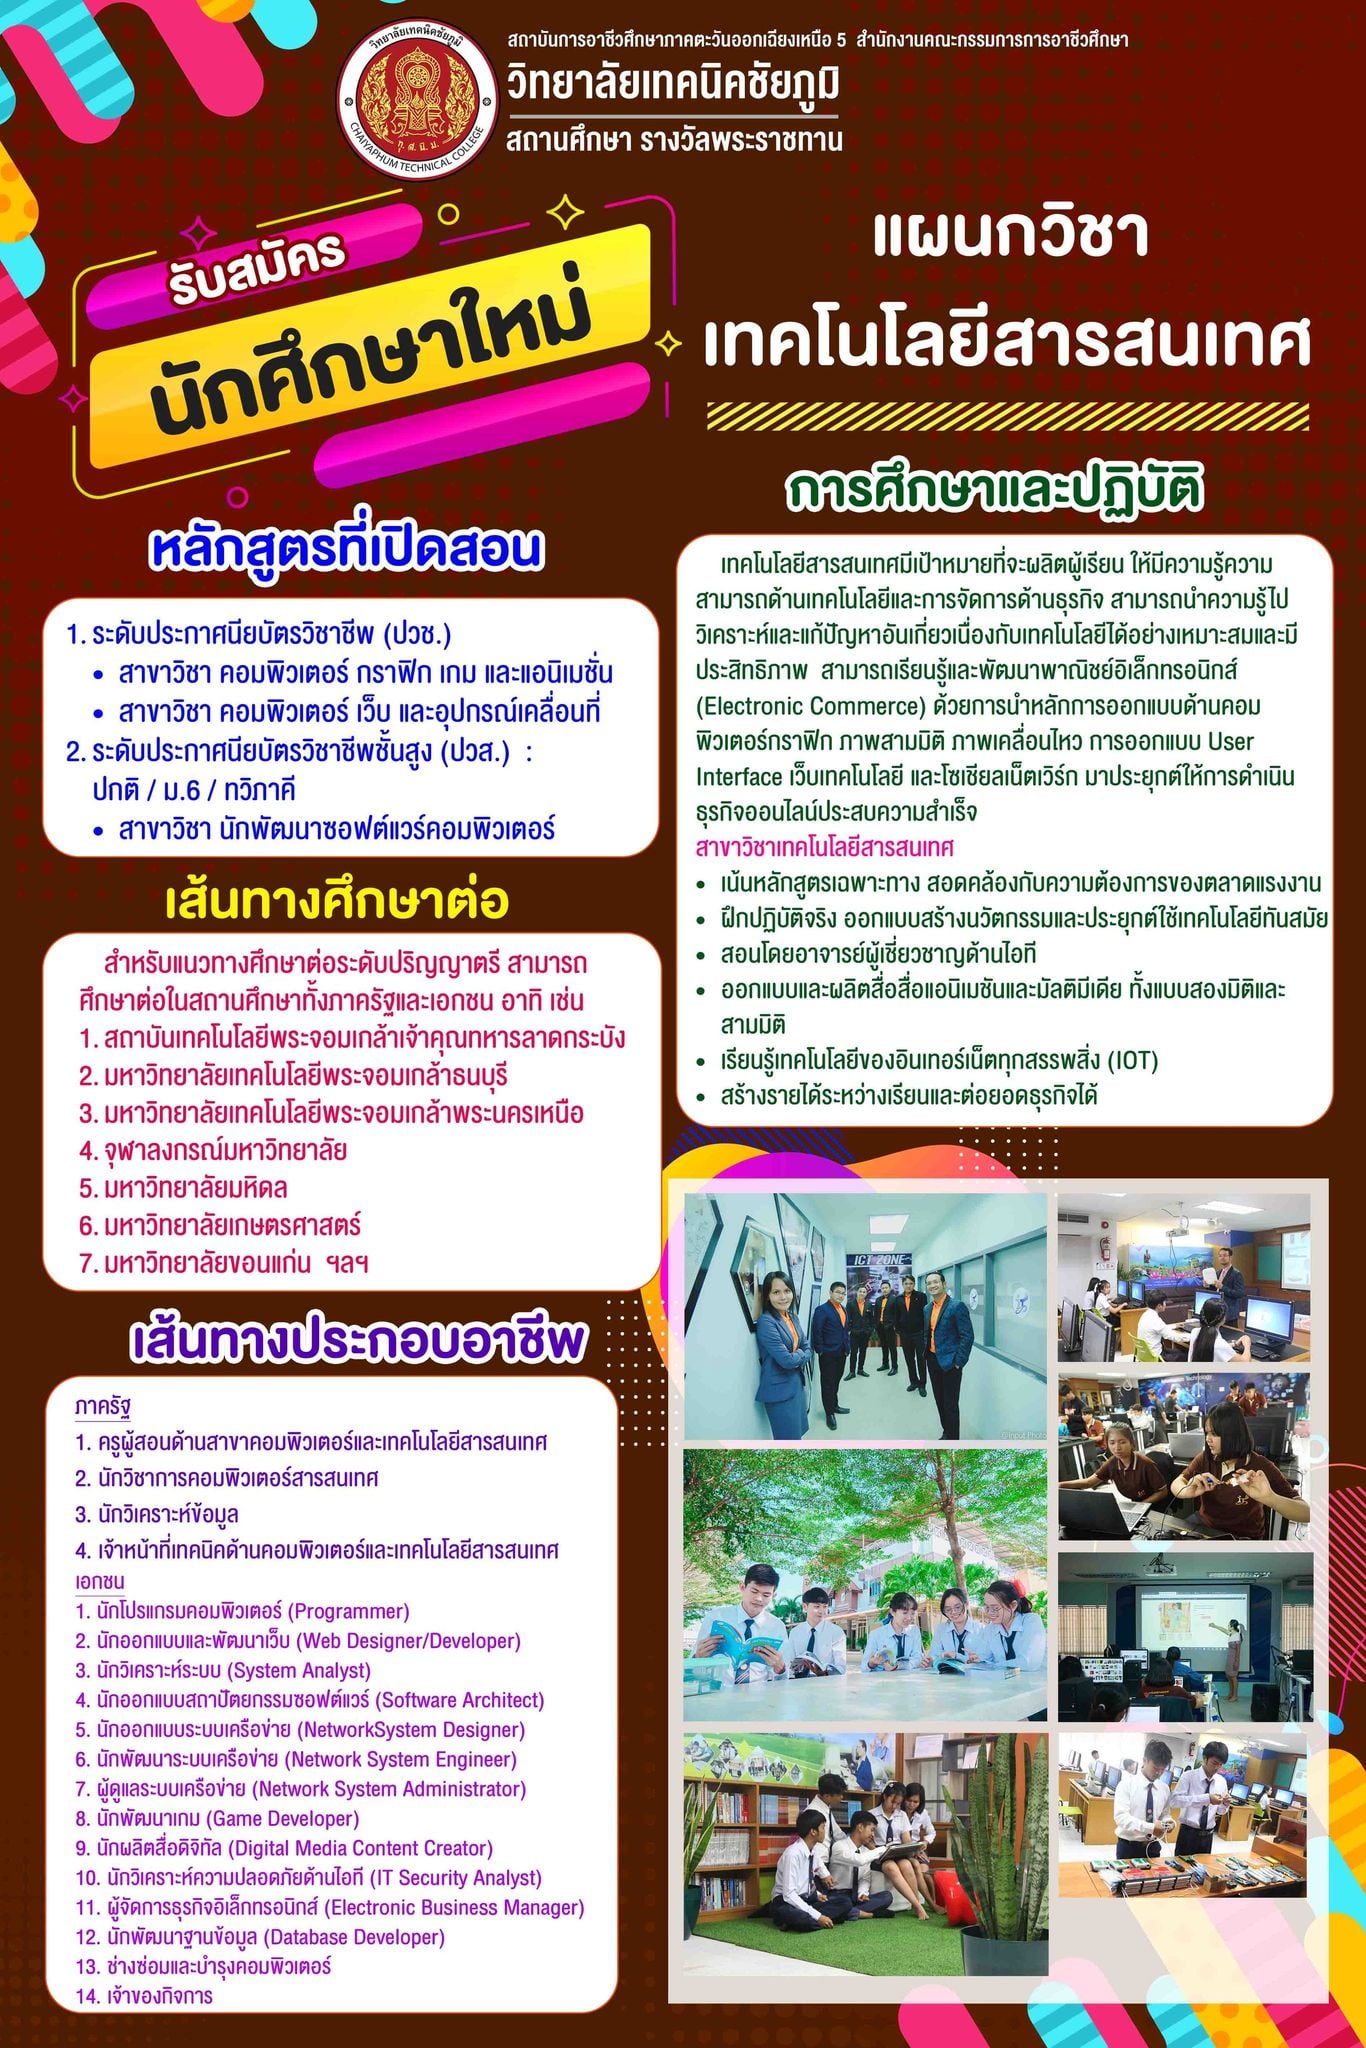 สถาบันการอาชีวศึกษาภาคตะวันออกเฉียงเหนือ 5 สำนักงานคณะกรรมการการอาชีวศึกษา
วิทยาลัยเทคนิคชัยภูมิ
สถานศึกษา รางวัลพระราชทาน
วิทยาลัยเทคนิคชัยภูมิ
ทุ.ส.นิ.ม.
CHAIYAPHUM TECHNICAL COLLEGE
รับสมัคร
นักศึกษาใหม่
แผนกวิชา
เทคโนโลยีสารสนเทศ
หลักสูตรที่เปิดสอน
1. ระดับประกาศนียบัตรวิชาชีพ (ปวช.)
• สาขาวิชา คอมพิวเตอร์ กราฟิก เกม และแอนิเมชั่น
• สาขาวิชา คอมพิวเตอร์ เว็บ และอุปกรณ์เคลื่อนที่
2. ระดับประกาศนียบัตรวิชาชีพชั้นสูง (ปวส.) :
ปกติ / ม.6 / ทวิภาคี
• สาขาวิชา นักพัฒนาซอฟต์แวร์คอมพิวเตอร์
เส้นทางศึกษาต่อ
สำหรับแนวทางศึกษาต่อระดับปริญญาตรี สามารถ
ศึกษาต่อในสถานศึกษาทั้งภาครัฐและเอกชน อาทิ เช่น
1. สถาบันเทคโนโลยีพระจอมเกล้าเจ้าคุณทหารลาดกระบัง
2. มหาวิทยาลัยเทคโนโลยีพระจอมเกล้าธนบุรี
3. มหาวิทยาลัยเทคโนโลยีพระจอมเกล้าพระนครเหนือ
4. จุฬาลงกรณ์มหาวิทยาลัย
5. มหาวิทยาลัยมหิดล
6. มหาวิทยาลัยเกษตรศาสตร์
7. มหาวิทยาลัยขอนแก่น ฯลฯ
เส้นทางประกอบอาชีพ
ภาครัฐ
1. ครูผู้สอนด้านสาขาคอมพิวเตอร์และเทคโนโลยีสารสนเทศ
2. นักวิชาการคอมพิวเตอร์สารสนเทศ
3. นักวิเคราะห์ข้อมูล
4. เจ้าหน้าที่เทคนิคด้านคอมพิวเตอร์และเทคโนโลยีสารสนเทศ
เอกชน
1. นักโปรแกรมคอมพิวเตอร์ (Programmer)
2. นักออกแบบและพัฒนาเว็บ (Web Designer/Developer)
3. นักวิเคราะห์ระบบ (System Analyst)
4. นักออกแบบสถาปัตยกรรมซอฟต์แวร์ (Software Architect)
5. นักออกแบบระบบเครือข่าย (NetworkSystem Designer)
6. นักพัฒนาระบบเครือข่าย (Network System Engineer)
7. ผู้ดูแลระบบเครือข่าย (Network System Administrator)
8. นักพัฒนาเกม (Game Developer)
9. นักผลิตสื่อดิจิทัล (Digital Media Content Creator)
10. นักวิเคราะห์ความปลอดภัยด้านไอที (IT Security Analyst)
11. ผู้จัดการธุรกิจอิเล็กทรอนิกส์ (Electronic Business Manager)
12. นักพัฒนาฐานข้อมูล (Database Developer)
13. ช่างซ่อมและบำรุงคอมพิวเตอร์
14. เจ้าของกิจการ
การศึกษาและปฏิบัติ
เทคโนโลยีสารสนเทศมีเป้าหมายที่จะผลิตผู้เรียน ให้มีความรู้ความ
สามารถด้านเทคโนโลยีและการจัดการด้านธุรกิจ สามารถนำความรู้ไป
วิเคราะห์และแก้ปัญหาอันเกี่ยวเนื่องกับเทคโนโลยีได้อย่างเหมาะสมและมี
ประสิทธิภาพ สามารถเรียนรู้และพัฒนาพาณิชย์อิเล็กทรอนิกส์
(Electronic Commerce) ด้วยการนำหลักการออกแบบด้านคอม
พิวเตอร์กราฟิก ภาพสามมิติ ภาพเคลื่อนไหว การออกแบบ User
Interface เว็บเทคโนโลยี และโซเชียลเน็ตเวิร์ก มาประยุกต์ให้การดำเนิน
ธุรกิจออนไลน์ประสบความสำเร็จ
สาขาวิชาเทคโนโลยีสารสนเทศ
• เน้นหลักสูตรเฉพาะทาง สอดคล้องกับความต้องการของตลาดแรงงาน
• ฝึกปฏิบัติจริง ออกแบบสร้างนวัตกรรมและประยุกต์ใช้เทคโนโลยีทันสมัย
• สอนโดยอาจารย์ผู้เชี่ยวชาญด้านไอที
• ออกแบบและผลิตสื่อสื่อแอนิเมชันและมัลติมีเดีย ทั้งแบบสองมิติและ
สามมิติ
• เรียนรู้เทคโนโลยีของอินเทอร์เน็ตทุกสรรพสิ่ง (IOT)
• สร้างรายได้ระหว่างเรียนและต่อยอดธุรกิจได้
ICT ZONE
@Input Photo
Technology